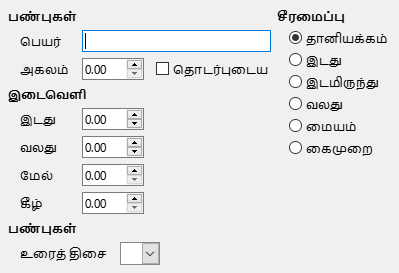 பண்புகள்
பெயர்
அகலம் 0.00 தொடர்புடைய
இடைவெளி
இடது 0.00
வலது 0.00
மேல் 0.00
கீழ் 0.00
பண்புகள்
உரைத் திசை
சீரமைப்பு
தானியக்கம்
இடது
இடமிருந்து
வலது
மையம்
கைமுறை